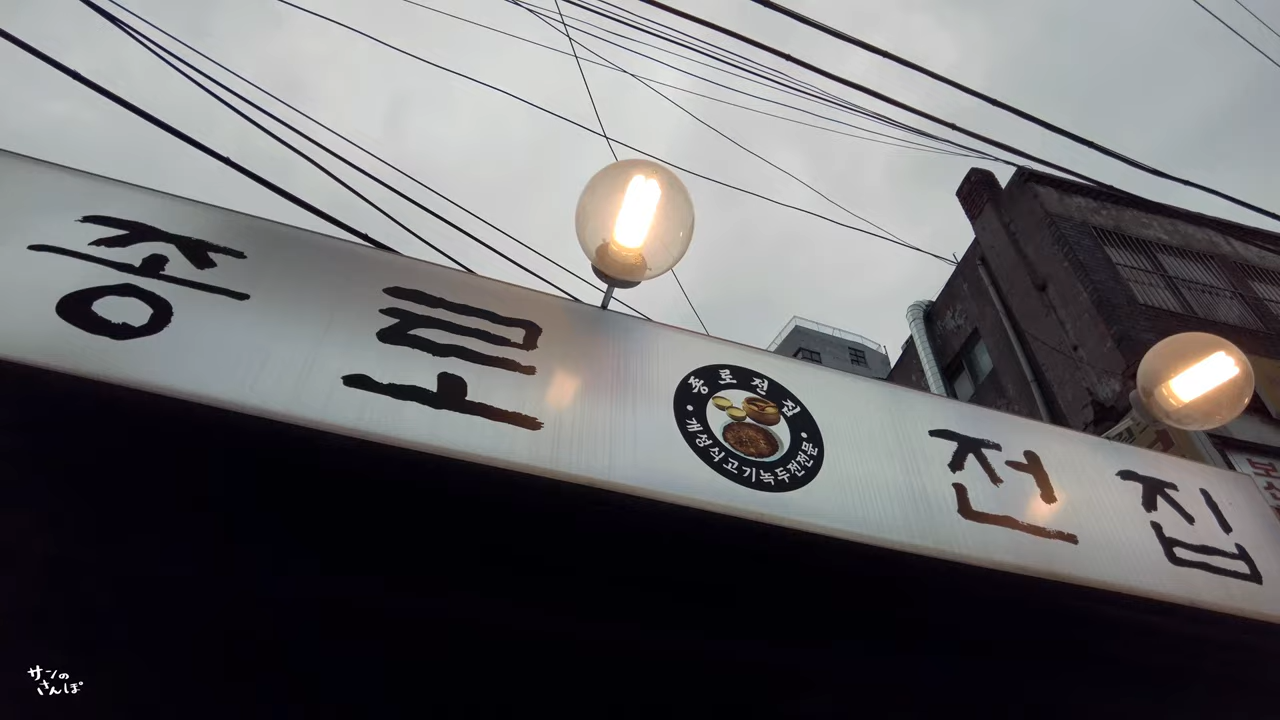 종로 전집
종로전집
개성식고기녹두전전문
サンの
さんぽ